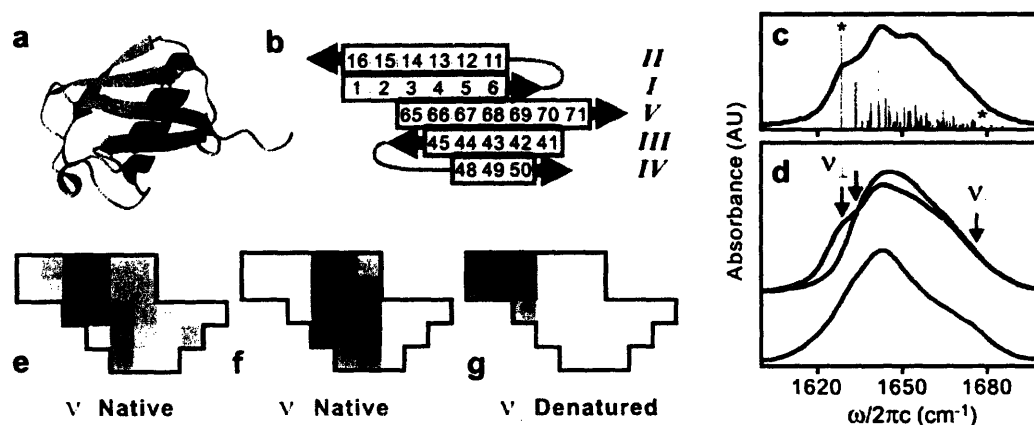 a
b
16 15 14 13 12 11
II
1 2 3 4 5 6
I
65 66 67 68 69 70 71
V
45 44 43 42 41
III
48 49 50
IV
c
*
*
d
ν⊥
ν
Absorbance (AU)
1620 1650 1680
ω/2πc (cm⁻¹)
e
f
g
ν Native
ν Native
ν Denatured